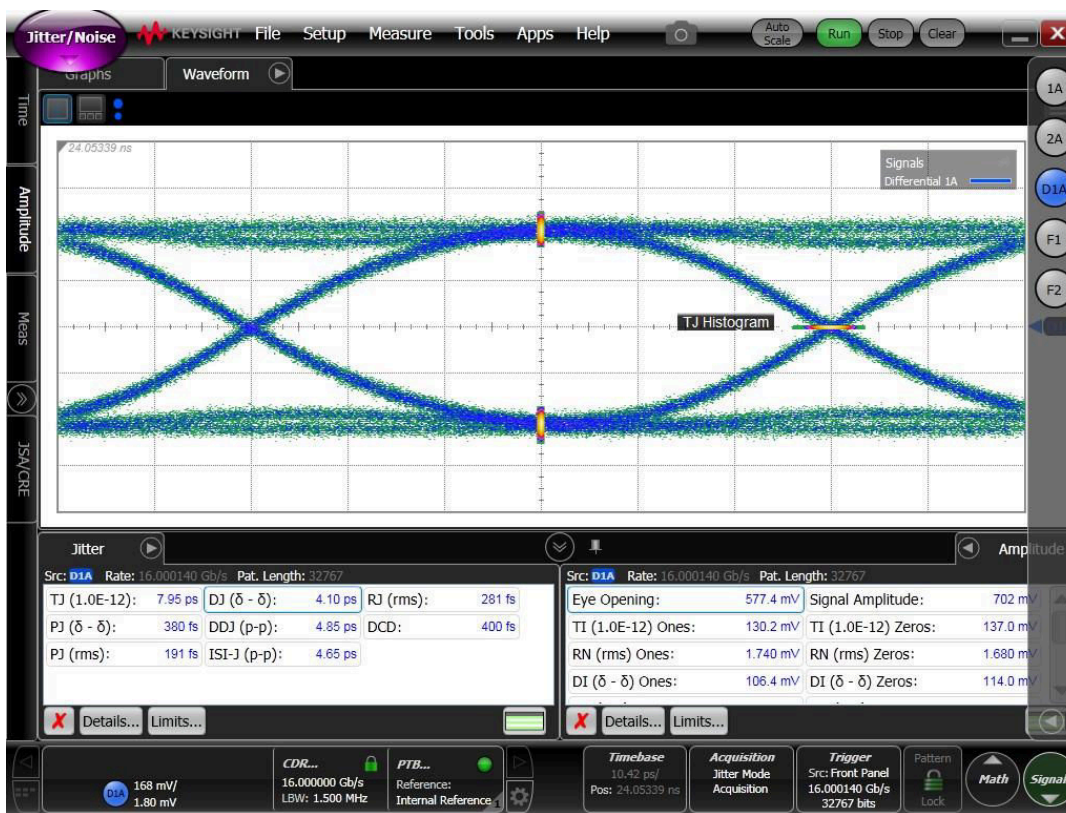 Jitter/Noise
KEYSIGHT File Setup Measure Tools Apps Help
Auto Scale Run Stop Clear
Graphs Waveform
Time
Amplitude
Meas
JSA/CRE
1A
2A
D1A
F1
F2
24.05339 ns
Signals
Differential 1A
TJ Histogram
Jitter
Src: D1A Rate: 16.000140 Gb/s Pat. Length: 32767
TJ (1.0E-12): 7.95 ps DJ (δ - δ): 4.10 ps RJ (rms): 281 fs
PJ (δ - δ): 380 fs DDJ (p-p): 4.85 ps DCD: 400 fs
PJ (rms): 191 fs ISI-J (p-p): 4.65 ps
Details... Limits...
Amplitude
Src: D1A Rate: 16.000140 Gb/s Pat. Length: 32767
Eye Opening: 577.4 mV Signal Amplitude: 702 mV
TI (1.0E-12) Ones: 130.2 mV TI (1.0E-12) Zeros: 137.0 mV
RN (rms) Ones: 1.740 mV RN (rms) Zeros: 1.680 mV
DI (δ - δ) Ones: 106.4 mV DI (δ - δ) Zeros: 114.0 mV
Details... Limits...
D1A
168 mV/
1.80 mV
CDR...
16.000000 Gb/s
LBW: 1.500 MHz
PTB...
Reference:
Internal Reference
Timebase
10.42 ps/
Pos: 24.05339 ns
Acquisition
Jitter Mode
Acquisition
Trigger
Src: Front Panel
16.000140 Gb/s
32767 bits
Pattern
Lock
Math
Signal